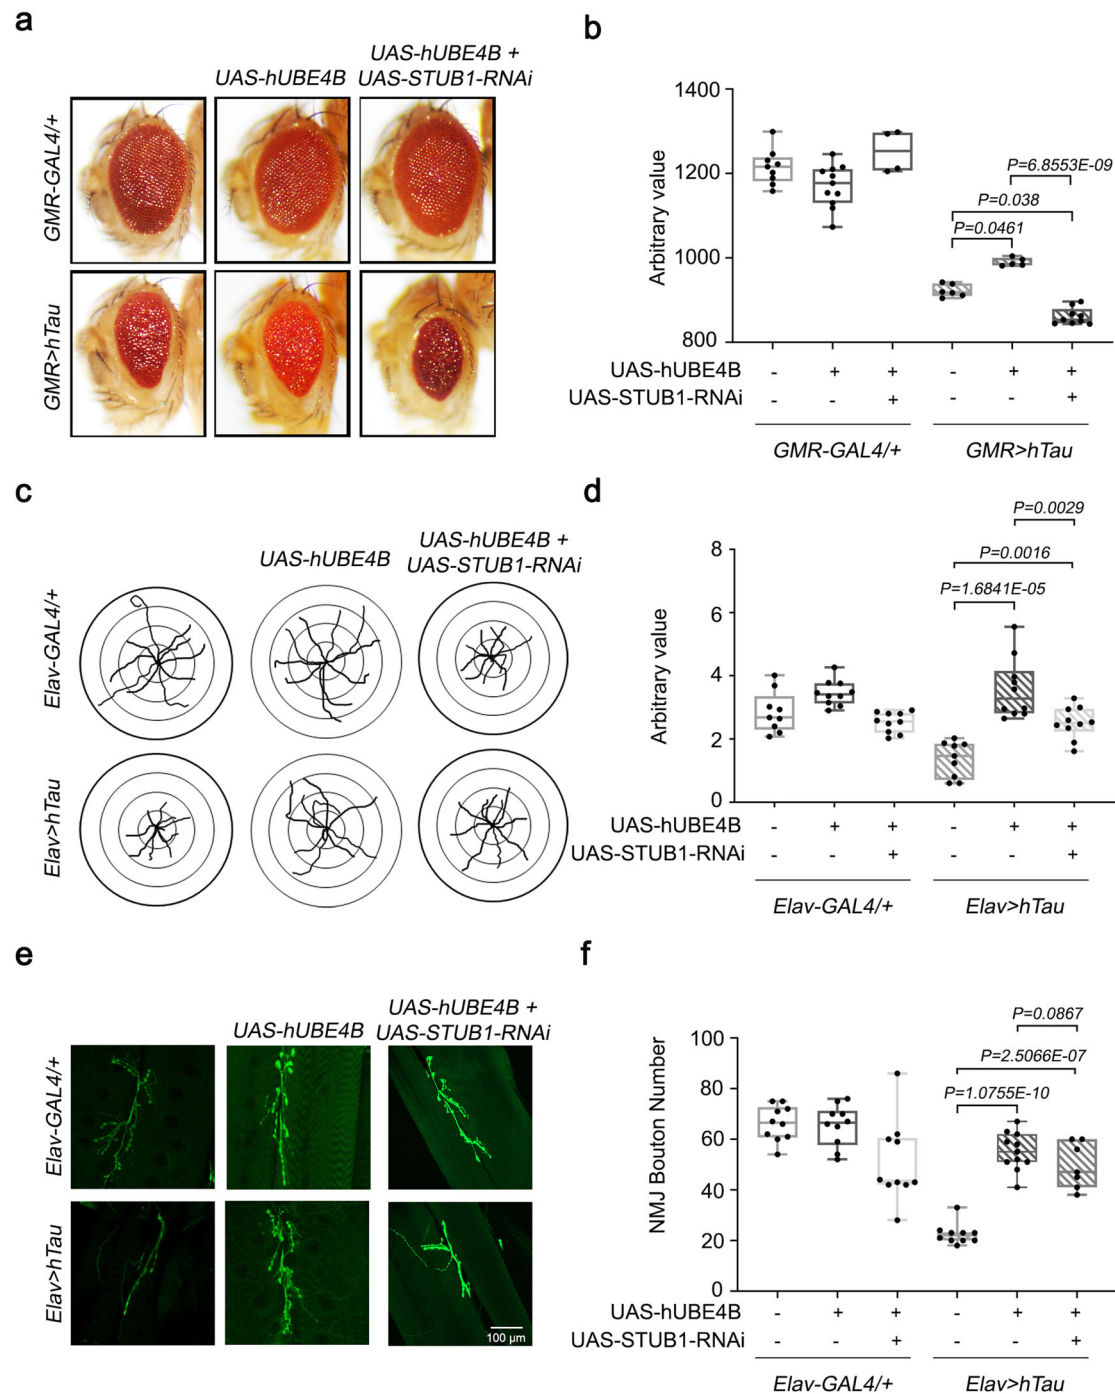 a
UAS-hUBE4B
UAS-hUBE4B +
UAS-STUB1-RNAi
GMR-GAL4/+
GMR>hTau
b
1400
1200
1000
800
Arbitrary value
P=6.8553E-09
P=0.038
P=0.0461
UAS-hUBE4B - + + - + +
UAS-STUB1-RNAi - - + - - +
GMR-GAL4/+ GMR>hTau
c
UAS-hUBE4B
UAS-hUBE4B +
UAS-STUB1-RNAi
Elav-GAL4/+
Elav>hTau
d
8
6
4
2
0
Arbitrary value
P=0.0029
P=0.0016
P=1.6841E-05
UAS-hUBE4B - + + - + +
UAS-STUB1-RNAi - - + - - +
Elav-GAL4/+ Elav>hTau
e
UAS-hUBE4B
UAS-hUBE4B +
UAS-STUB1-RNAi
Elav-GAL4/+
Elav>hTau
100 µm
f
100
80
60
40
20
0
NMJ Bouton Number
P=0.0867
P=2.5066E-07
P=1.0755E-10
UAS-hUBE4B - + + - + +
UAS-STUB1-RNAi - - + - - +
Elav-GAL4/+ Elav>hTau